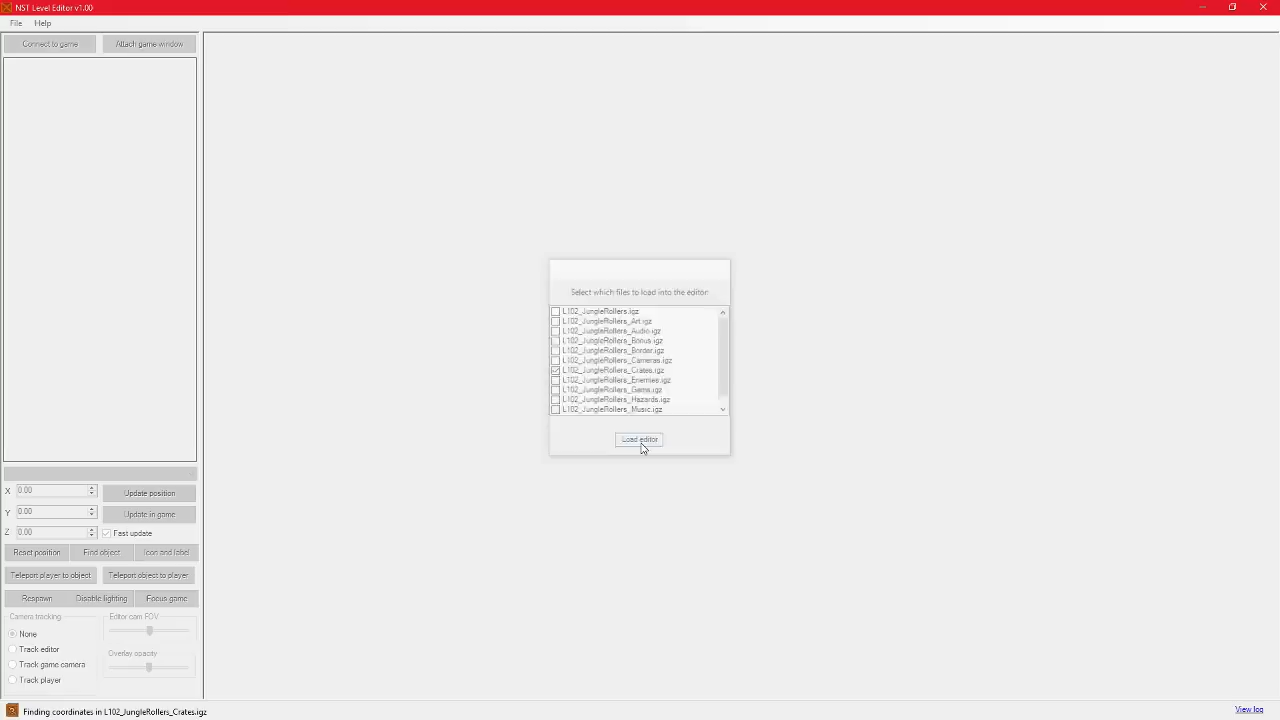 NST Level Editor v1.00
File Help
Connect to game Attach game window
Select which files to load into the editor:
L102_JungleRollers.igz
L102_JungleRollers_Art.igz
L102_JungleRollers_Audio.igz
L102_JungleRollers_Bonus.igz
L102_JungleRollers_Border.igz
L102_JungleRollers_Cameras.igz
L102_JungleRollers_Crates.igz
L102_JungleRollers_Enemies.igz
L102_JungleRollers_Gems.igz
L102_JungleRollers_Hazards.igz
L102_JungleRollers_Music.igz
Load editor
X 0.00 Update position
Y 0.00 Update in game
Z 0.00 Fast update
Reset position Find object Icon and label
Teleport player to object Teleport object to player
Respawn Disable lighting Focus game
Camera tracking Editor cam FOV
None
Track editor Overlay opacity
Track game camera
Track player
Finding coordinates in L102_JungleRollers_Crates.igz View log